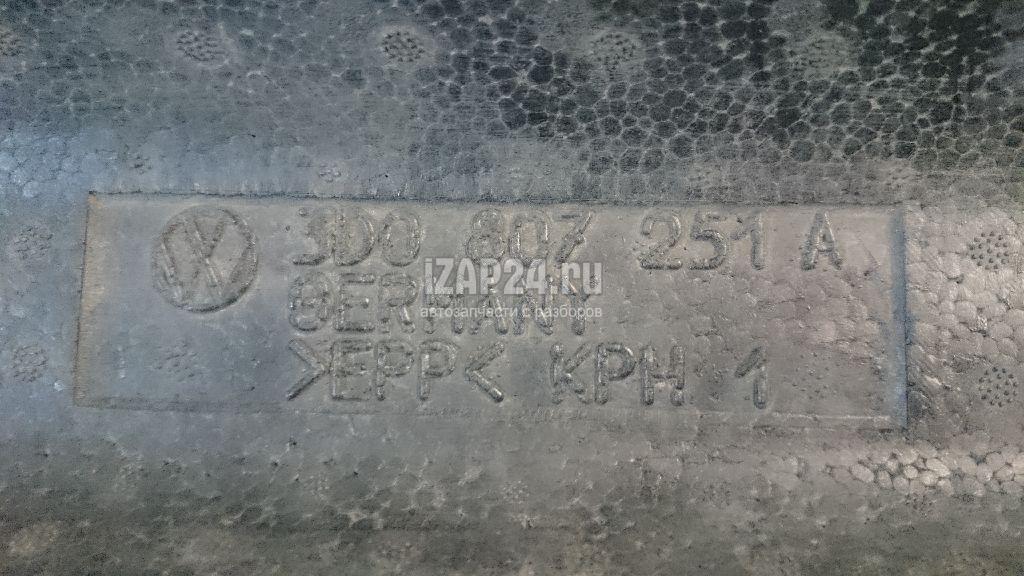 3D0 807 251 A
GERMANY
>EPP< KPH 1
iZAP24.ru
автозапчасти с разборов